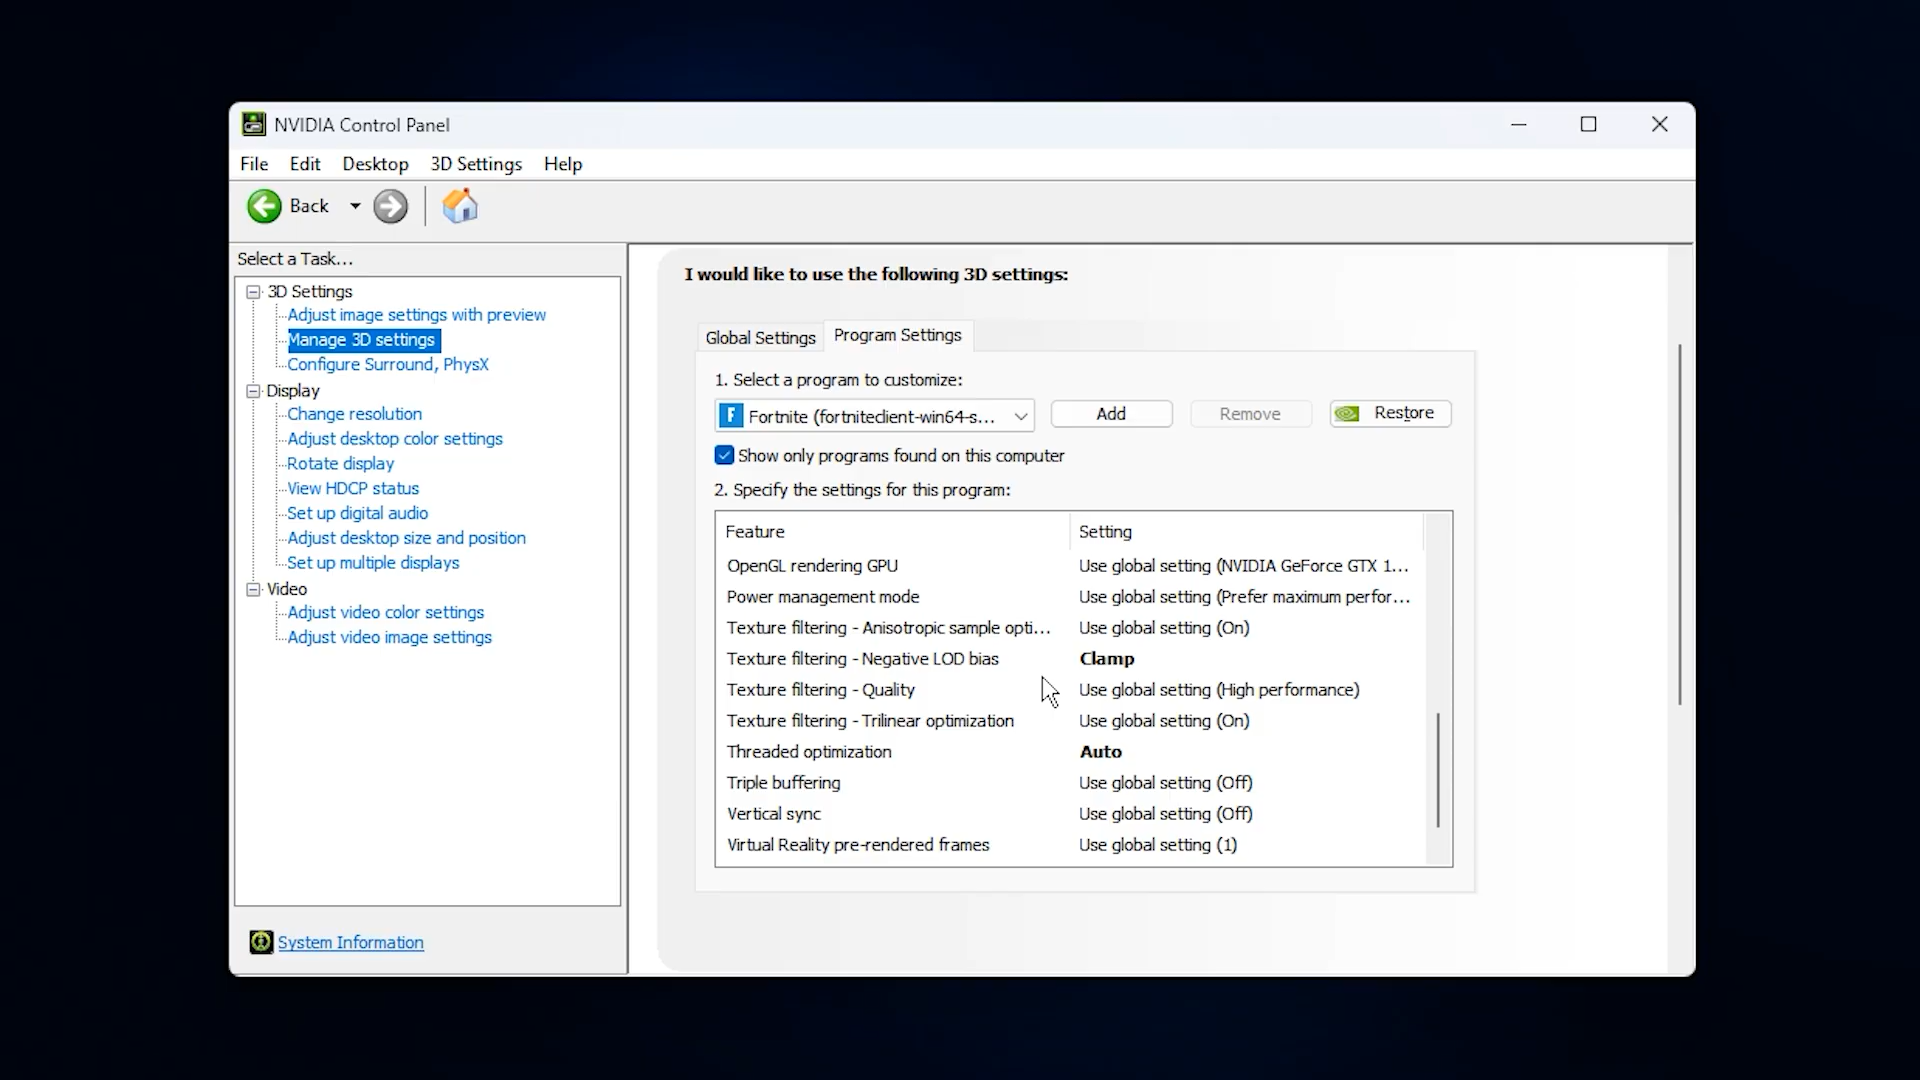 NVIDIA Control Panel
File Edit Desktop 3D Settings Help
Back
Select a Task...
3D Settings
Adjust image settings with preview
Manage 3D settings
Configure Surround, PhysX
Display
Change resolution
Adjust desktop color settings
Rotate display
View HDCP status
Set up digital audio
Adjust desktop size and position
Set up multiple displays
Video
Adjust video color settings
Adjust video image settings
System Information
I would like to use the following 3D settings:
Global Settings Program Settings
1. Select a program to customize:
F Fortnite (fortniteclient-win64-s... Add Remove Restore
Show only programs found on this computer
2. Specify the settings for this program:
Feature Setting
OpenGL rendering GPU Use global setting (NVIDIA GeForce GTX 1...
Power management mode Use global setting (Prefer maximum perfor...
Texture filtering - Anisotropic sample opti... Use global setting (On)
Texture filtering - Negative LOD bias Clamp
Texture filtering - Quality Use global setting (High performance)
Texture filtering - Trilinear optimization Use global setting (On)
Threaded optimization Auto
Triple buffering Use global setting (Off)
Vertical sync Use global setting (Off)
Virtual Reality pre-rendered frames Use global setting (1)